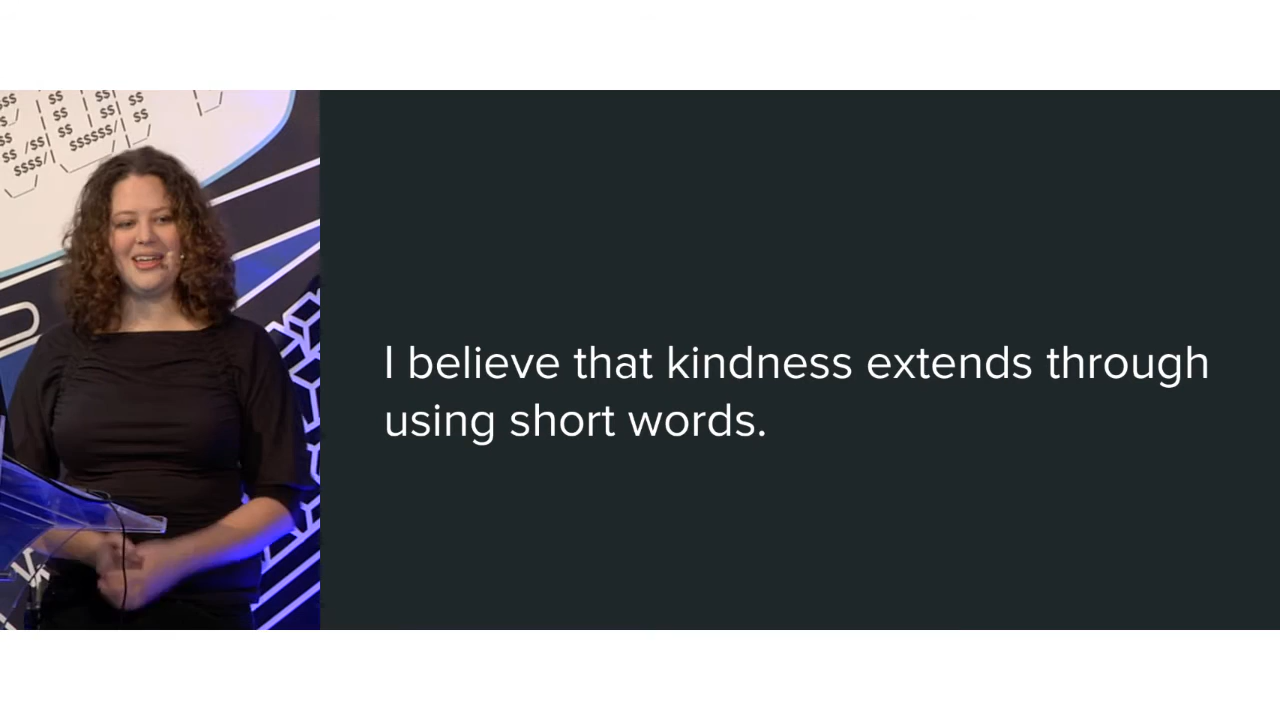 I believe that kindness extends through
using short words.